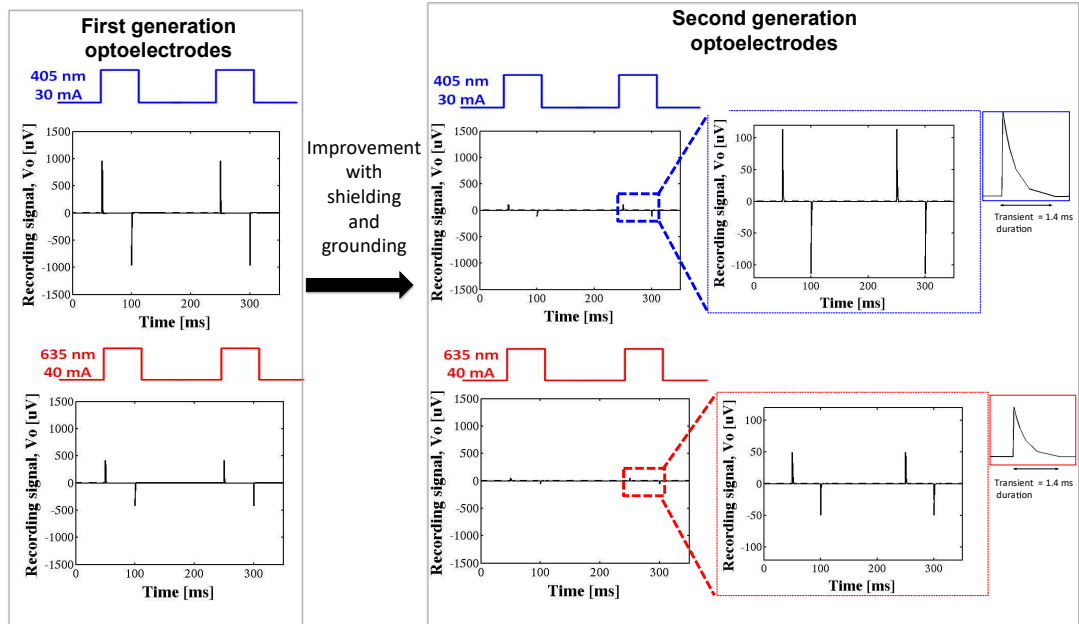 First generation
optoelectrodes
405 nm
30 mA
Recording signal, Vo [uV]
1500
1000
500
0
-500
-1000
-1500
0 100 200 300
Time [ms]
635 nm
40 mA
Recording signal, Vo [uV]
1500
1000
500
0
-500
-1000
-1500
0 100 200 300
Time [ms]
Improvement
with
shielding
and
grounding
Second generation
optoelectrodes
405 nm
30 mA
Recording signal, Vo [uV]
1500
1000
500
0
-500
-1000
-1500
0 100 200 300
Time [ms]
Recording signal, Vo [uV]
100
50
0
-50
-100
0 100 200 300
Time [ms]
Transient = 1.4 ms
duration
635 nm
40 mA
Recording signal, Vo [uV]
1500
1000
500
0
-500
-1000
-1500
0 100 200 300
Time [ms]
Recording signal, Vo [uV]
100
50
0
-50
-100
0 100 200 300
Time [ms]
Transient = 1.4 ms
duration